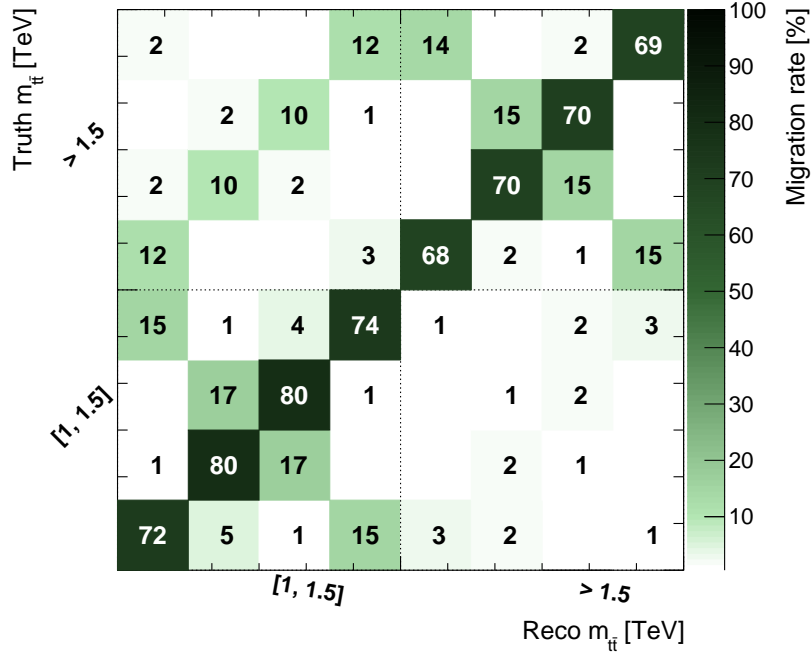 Truth m_tt̄ [TeV]
> 1.5
[1, 1.5]
2 12 14 2 69
2 10 1 15 70
2 10 2 70 15
12 3 68 2 1 15
15 1 4 74 1 2 3
17 80 1 1 2
1 80 17 2 1
72 5 1 15 3 2 1
[1, 1.5] > 1.5
Reco m_tt̄ [TeV]
100
90
80
70
60
50
40
30
20
10
Migration rate [%]